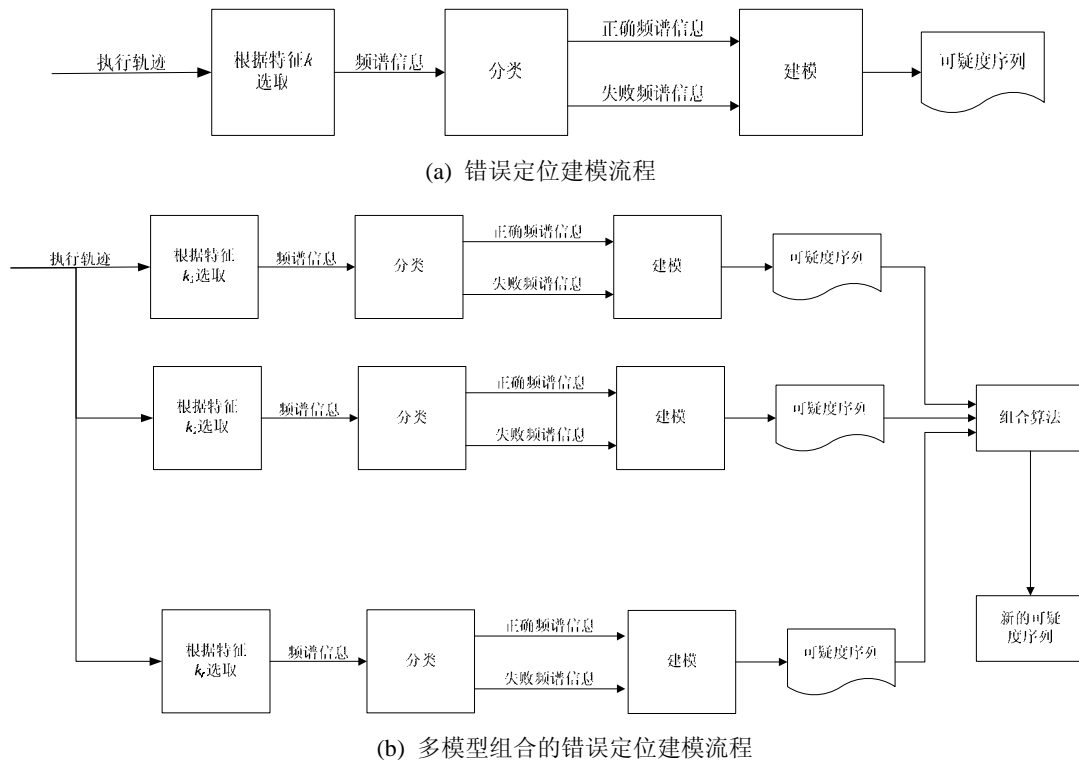 执行轨迹
根据特征k
选取
频谱信息
分类
正确频谱信息
失败频谱信息
建模
可疑度序列
(a) 错误定位建模流程
执行轨迹
根据特征
k₁选取
频谱信息
分类
正确频谱信息
失败频谱信息
建模
可疑度序列
根据特征
k₂选取
频谱信息
分类
正确频谱信息
失败频谱信息
建模
可疑度序列
组合算法
根据特征
kᵣ选取
频谱信息
分类
正确频谱信息
失败频谱信息
建模
可疑度序列
新的可疑
度序列
(b) 多模型组合的错误定位建模流程